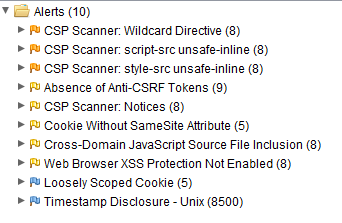 Alerts (10)
CSP Scanner: Wildcard Directive (8)
CSP Scanner: script-src unsafe-inline (8)
CSP Scanner: style-src unsafe-inline (8)
Absence of Anti-CSRF Tokens (9)
CSP Scanner: Notices (8)
Cookie Without SameSite Attribute (5)
Cross-Domain JavaScript Source File Inclusion (8)
Web Browser XSS Protection Not Enabled (8)
Loosely Scoped Cookie (5)
Timestamp Disclosure - Unix (8500)